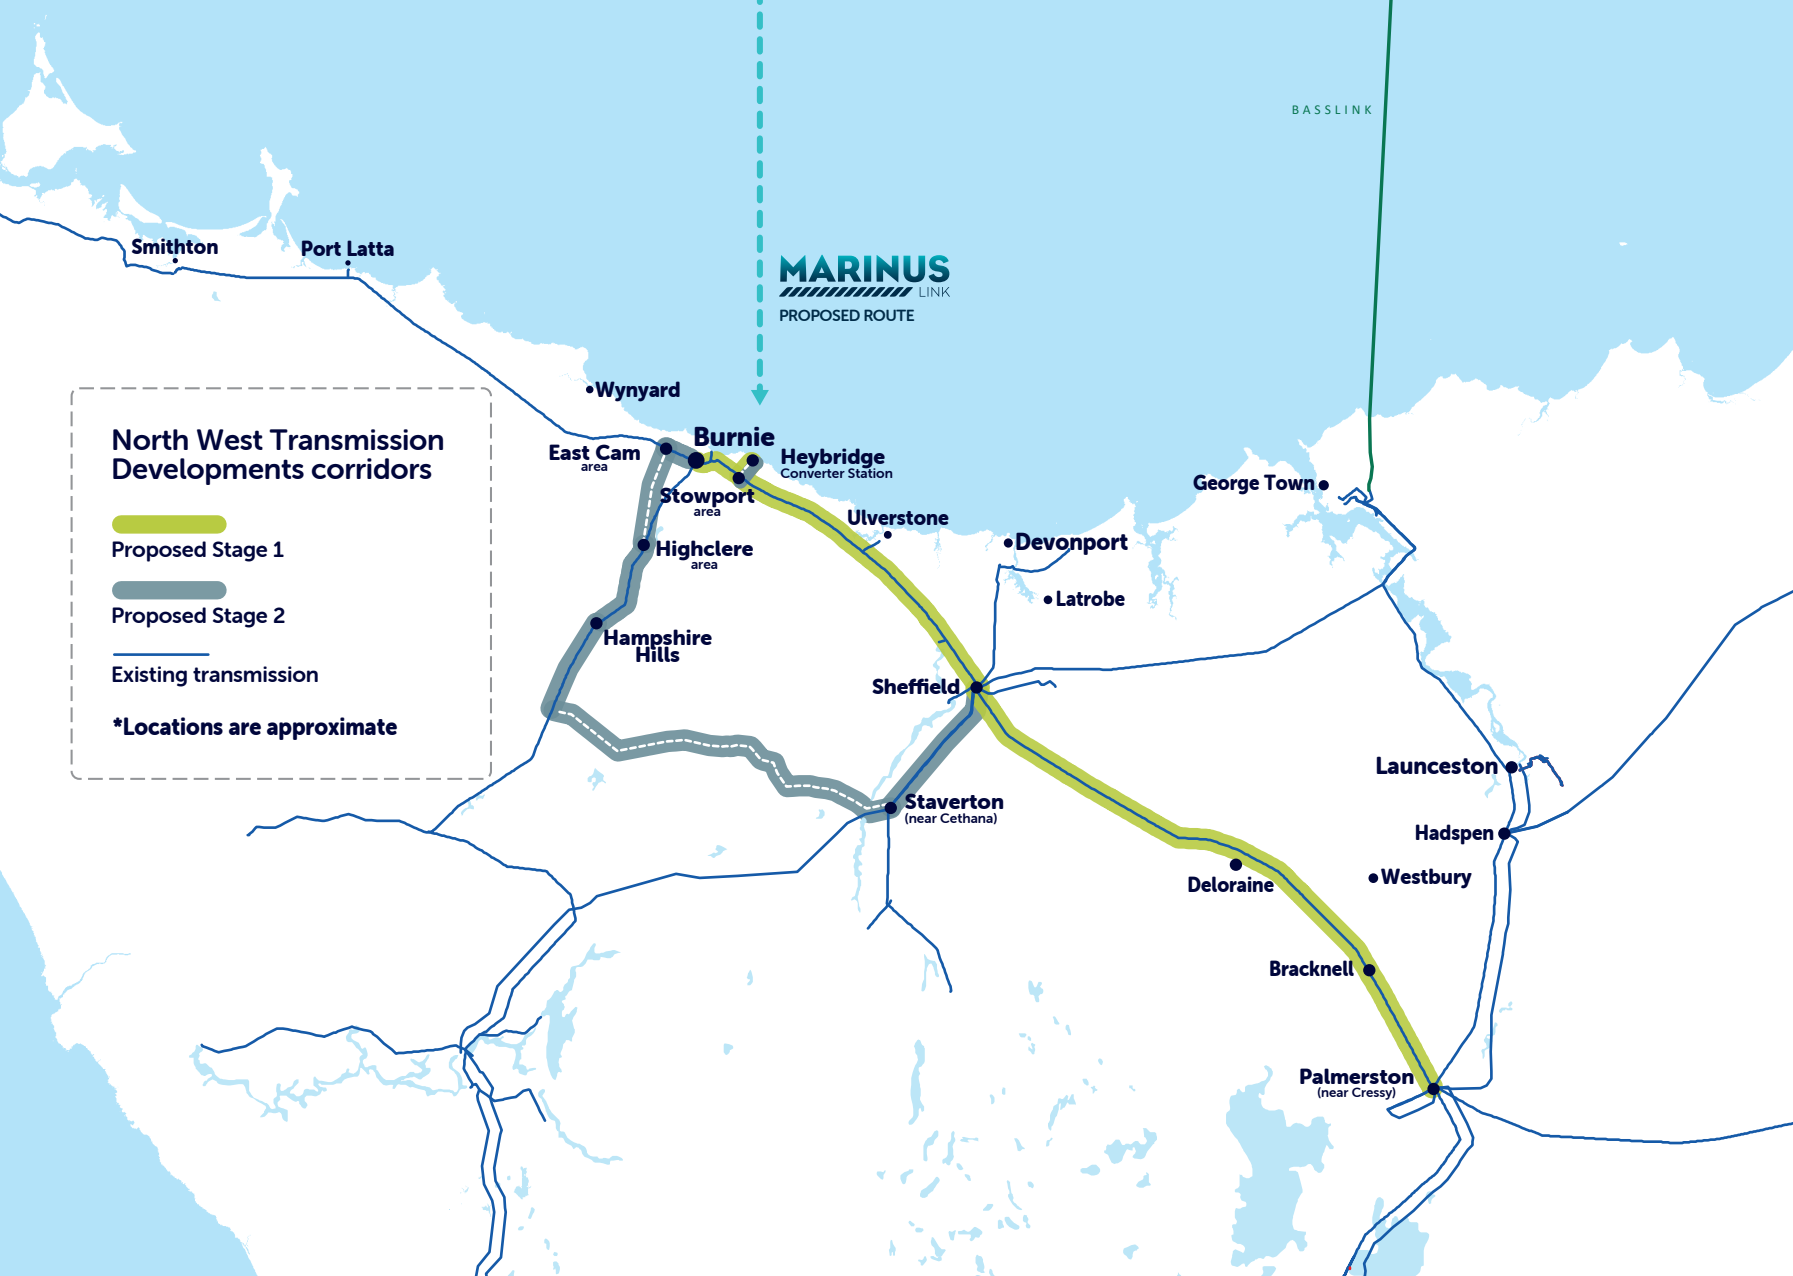 BASSLINK
Smithton
Port Latta
MARINUS
LINK
PROPOSED ROUTE
Wynyard
North West Transmission
Developments corridors
Proposed Stage 1
Proposed Stage 2
Existing transmission
*Locations are approximate
Burnie
East Cam
area
Heybridge
Converter Station
Stowport
area
George Town
Ulverstone
Devonport
Highclere
area
Latrobe
Hampshire
Hills
Sheffield
Launceston
Staverton
(near Cethana)
Hadspen
Deloraine
Westbury
Bracknell
Palmerston
(near Cressy)